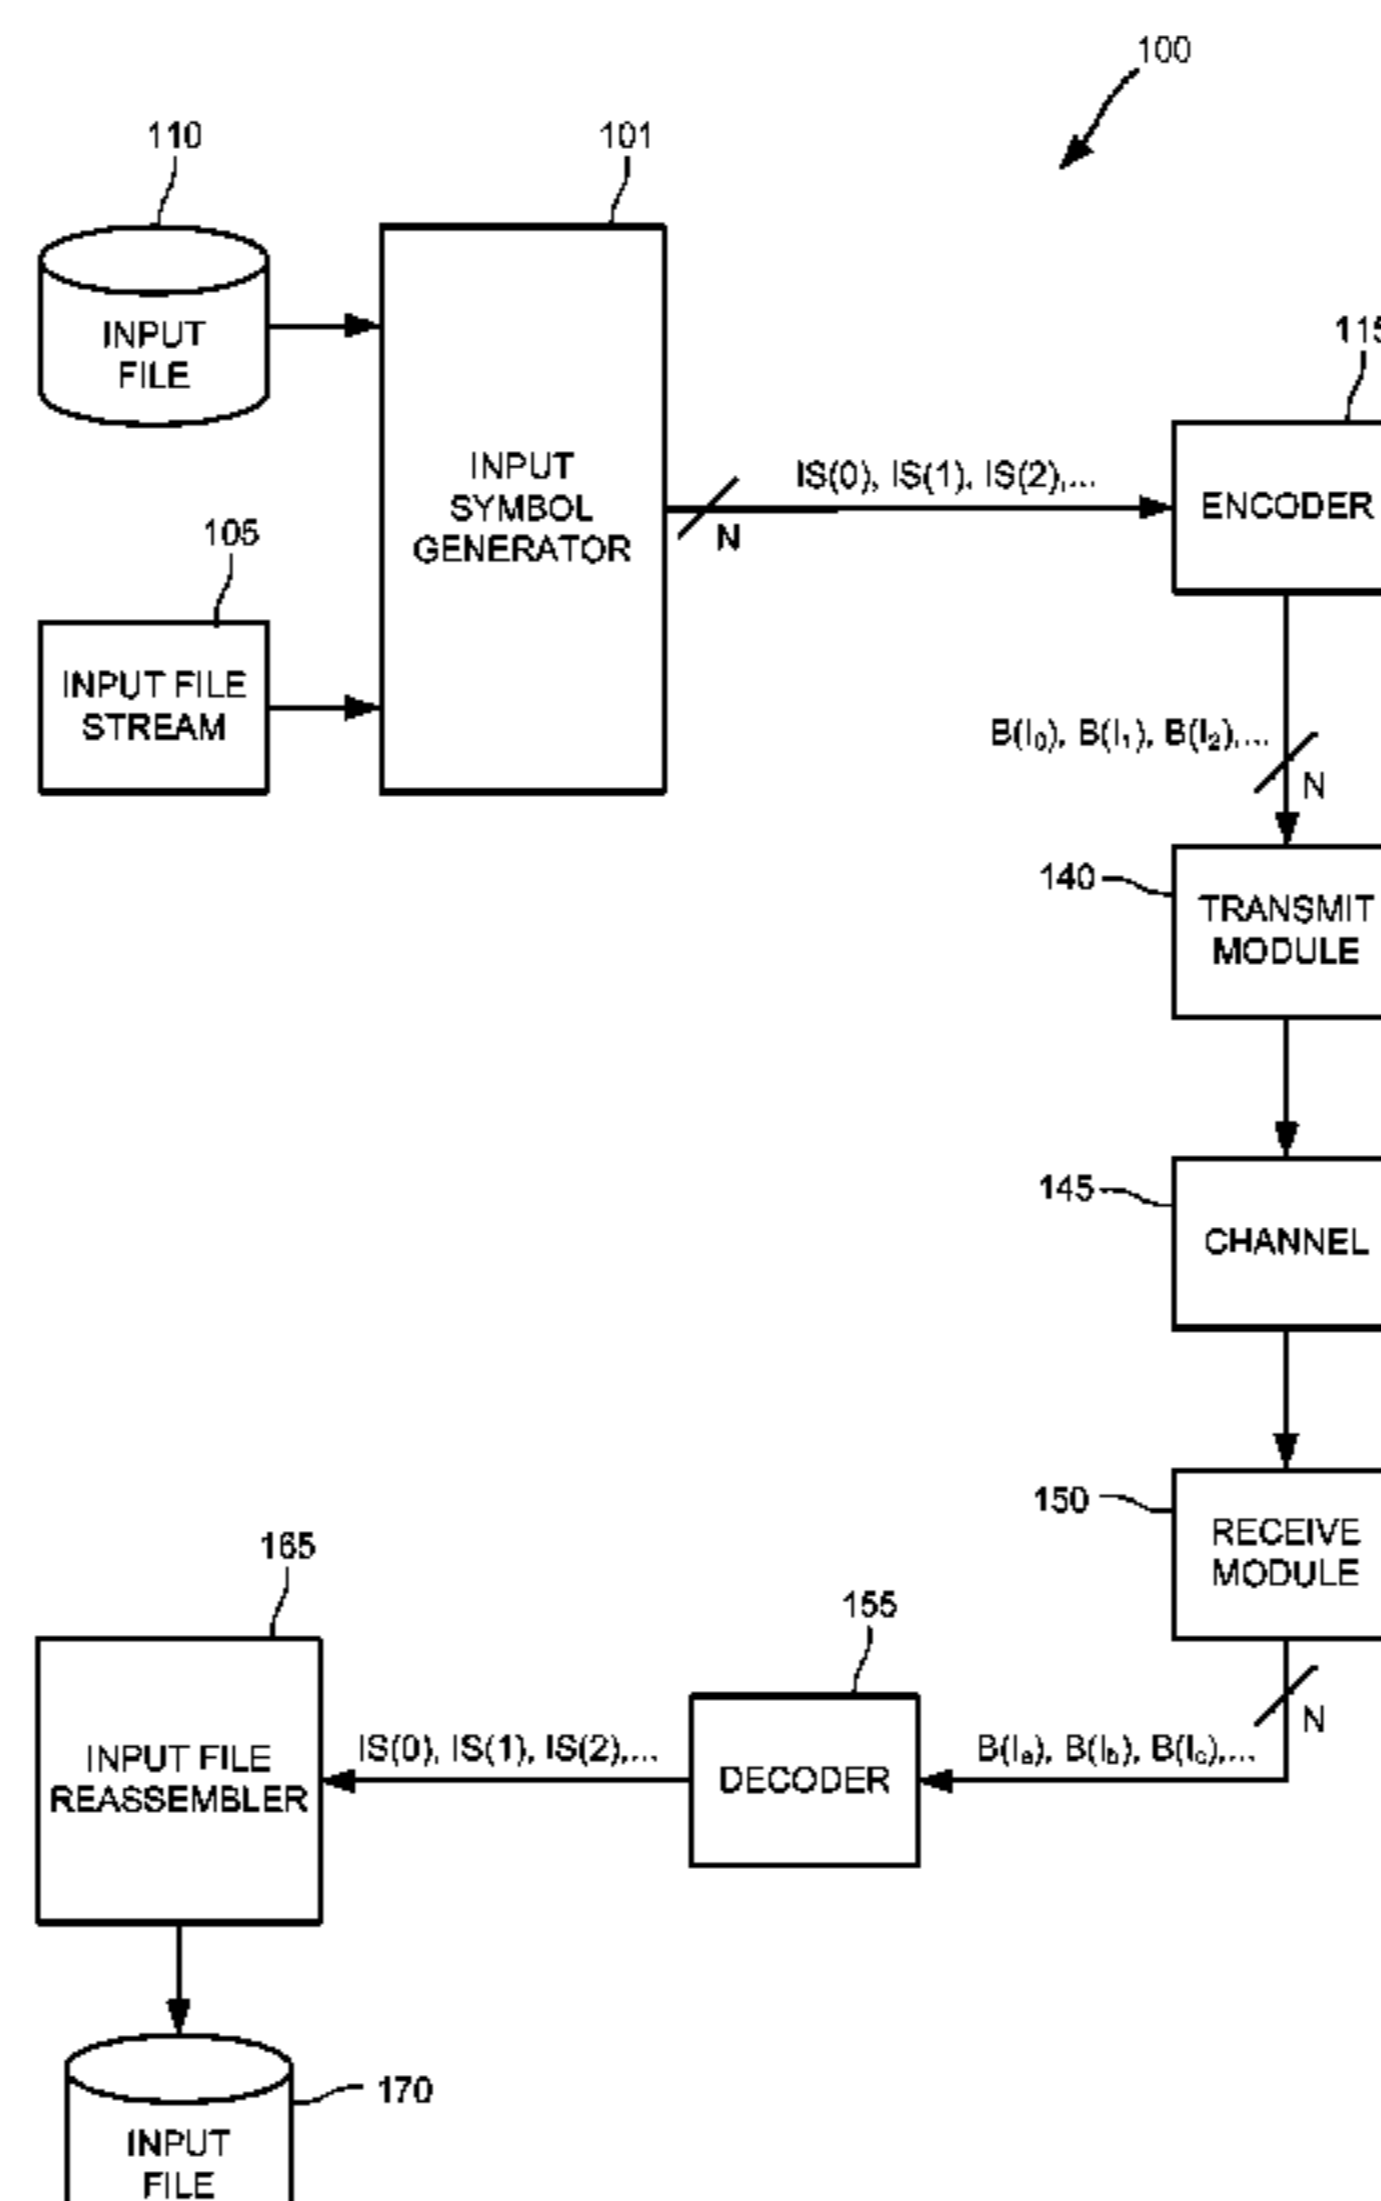 100
110
101
INPUT
FILE
115
INPUT
SYMBOL
GENERATOR
IS(0), IS(1), IS(2),...
N
ENCODER
105
INPUT FILE
STREAM
B(I₀), B(I₁), B(I₂),...
N
140
TRANSMIT
MODULE
145
CHANNEL
150
RECEIVE
MODULE
165
155
N
INPUT FILE
REASSEMBLER
IS(0), IS(1), IS(2),...
DECODER
B(Iₐ), B(I_b), B(I_c),...
170
INPUT
FILE